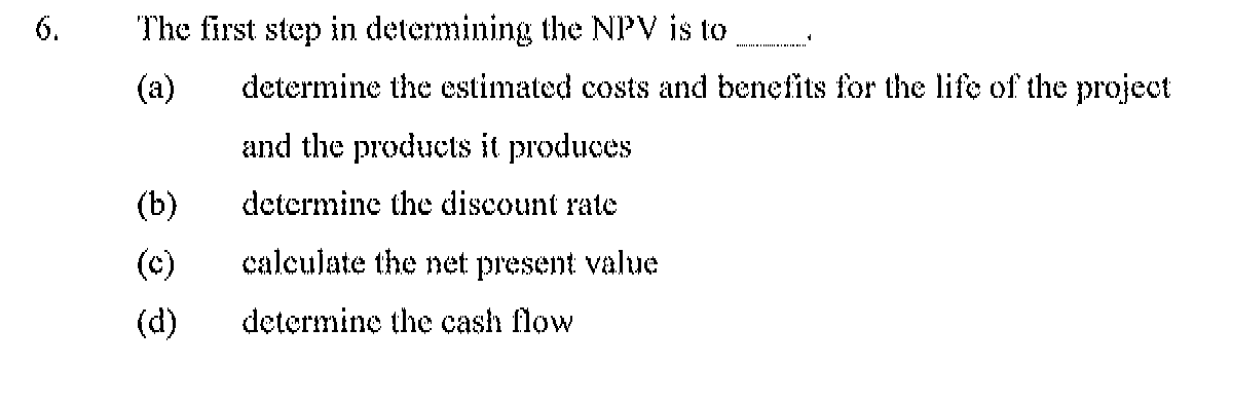 6. The first step in determining the NPV is to ______.
(a) determine the estimated costs and benefits for the life of the project
and the products it produces
(b) determine the discount rate
(c) calculate the net present value
(d) determine the cash flow